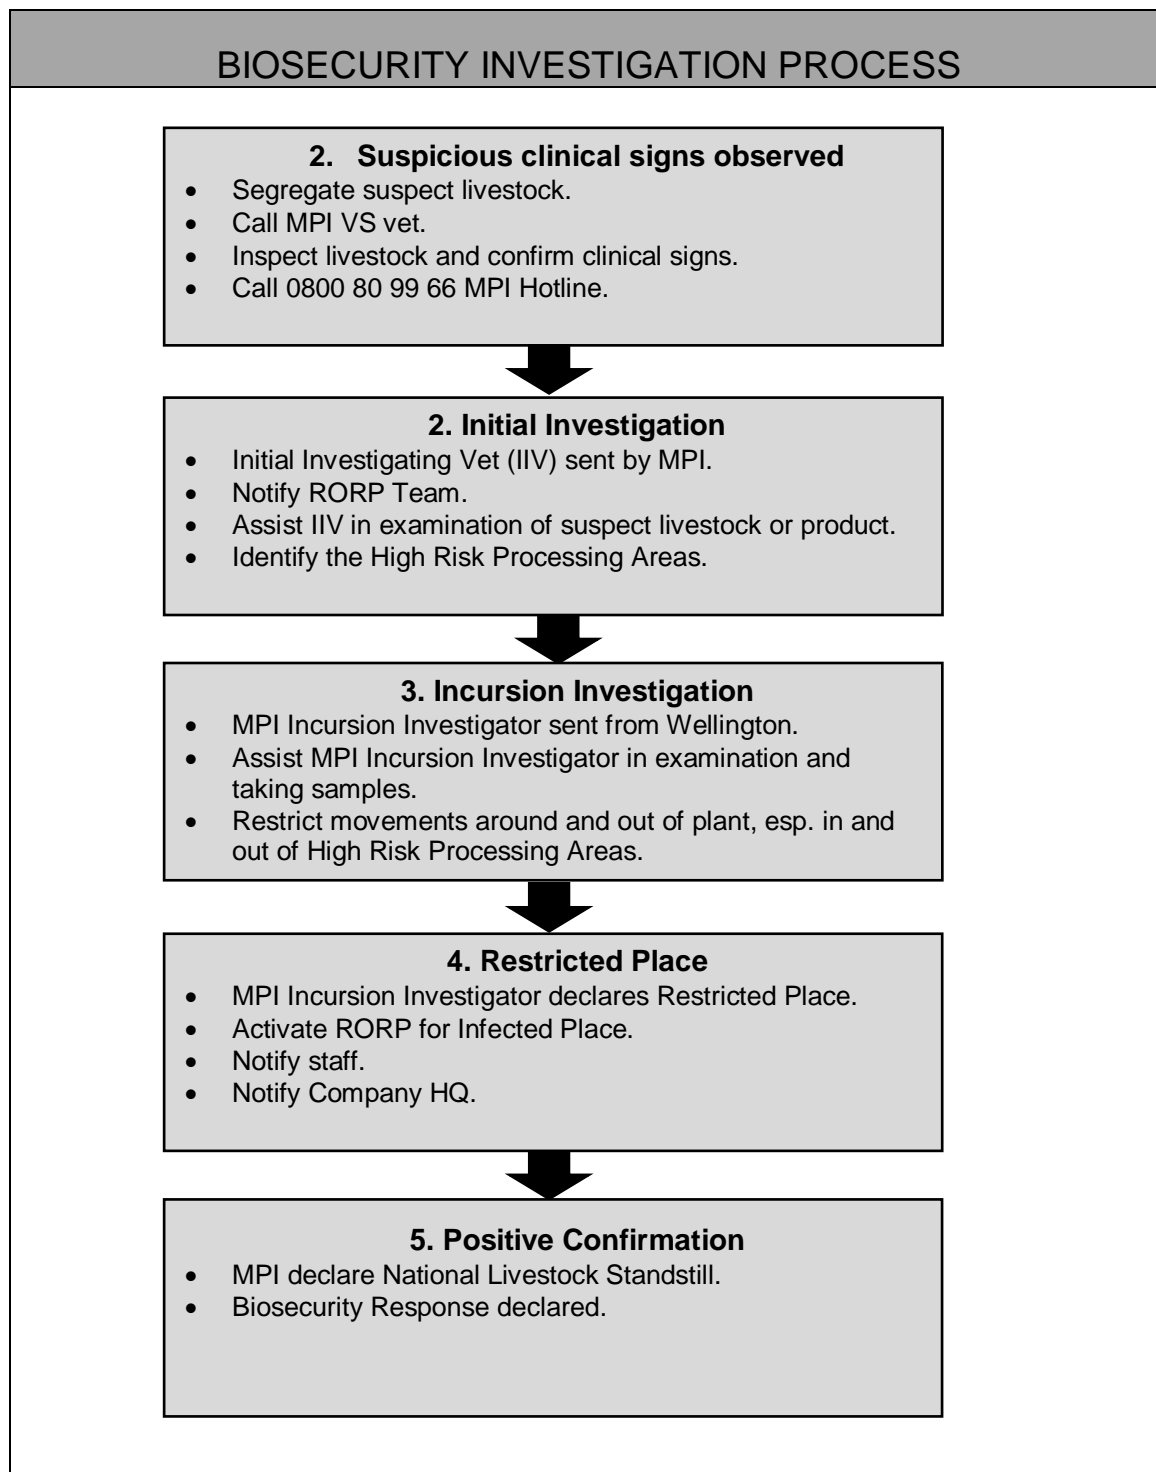 BIOSECURITY INVESTIGATION PROCESS
2. Suspicious clinical signs observed
• Segregate suspect livestock.
• Call MPI VS vet.
• Inspect livestock and confirm clinical signs.
• Call 0800 80 99 66 MPI Hotline.
2. Initial Investigation
• Initial Investigating Vet (IIV) sent by MPI.
• Notify RORP Team.
• Assist IIV in examination of suspect livestock or product.
• Identify the High Risk Processing Areas.
3. Incursion Investigation
• MPI Incursion Investigator sent from Wellington.
• Assist MPI Incursion Investigator in examination and
taking samples.
• Restrict movements around and out of plant, esp. in and
out of High Risk Processing Areas.
4. Restricted Place
• MPI Incursion Investigator declares Restricted Place.
• Activate RORP for Infected Place.
• Notify staff.
• Notify Company HQ.
5. Positive Confirmation
• MPI declare National Livestock Standstill.
• Biosecurity Response declared.